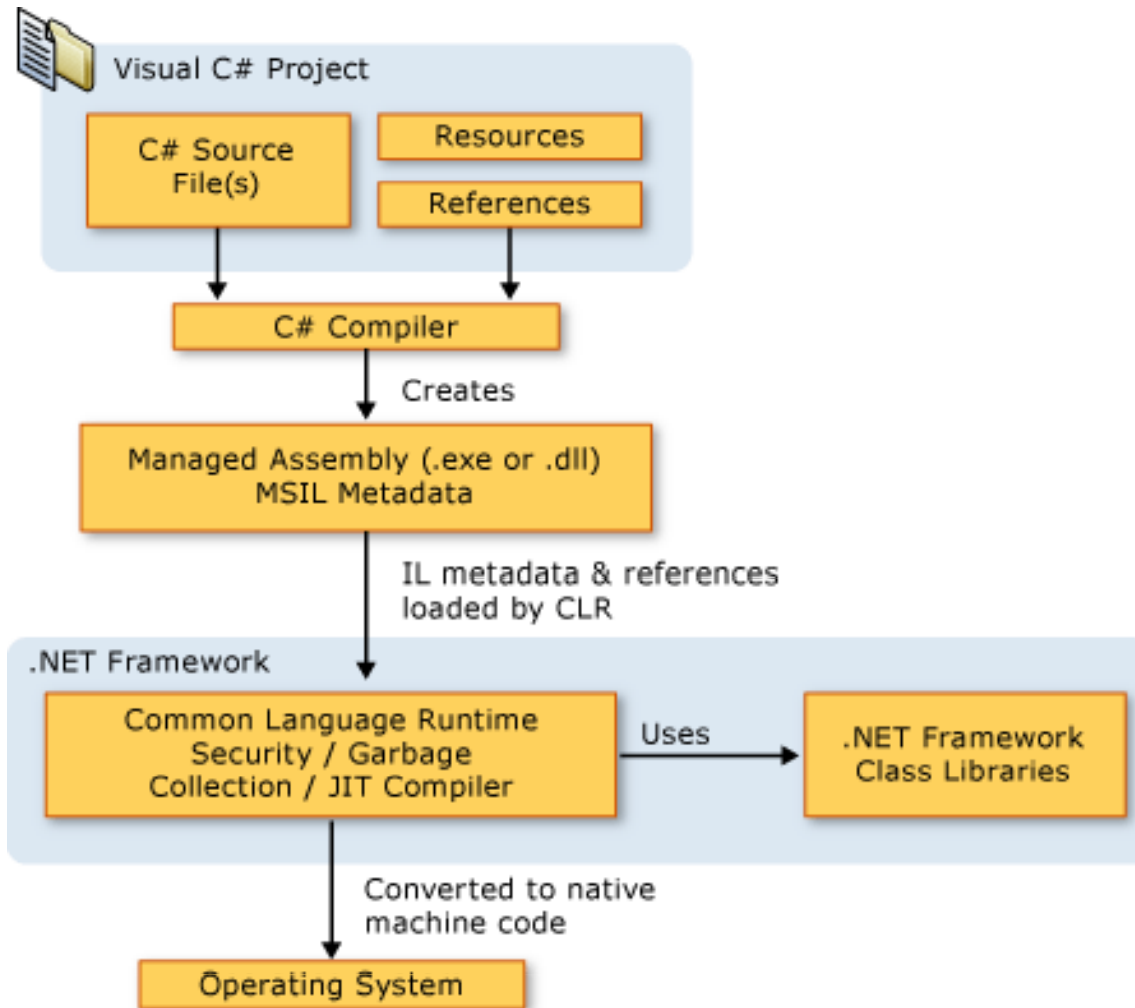 Visual C# Project
C# Source
File(s)
Resources
References
C# Compiler
Creates
Managed Assembly (.exe or .dll)
MSIL Metadata
IL metadata & references
loaded by CLR
.NET Framework
Common Language Runtime
Security / Garbage
Collection / JIT Compiler
Uses
.NET Framework
Class Libraries
Converted to native
machine code
Operating System